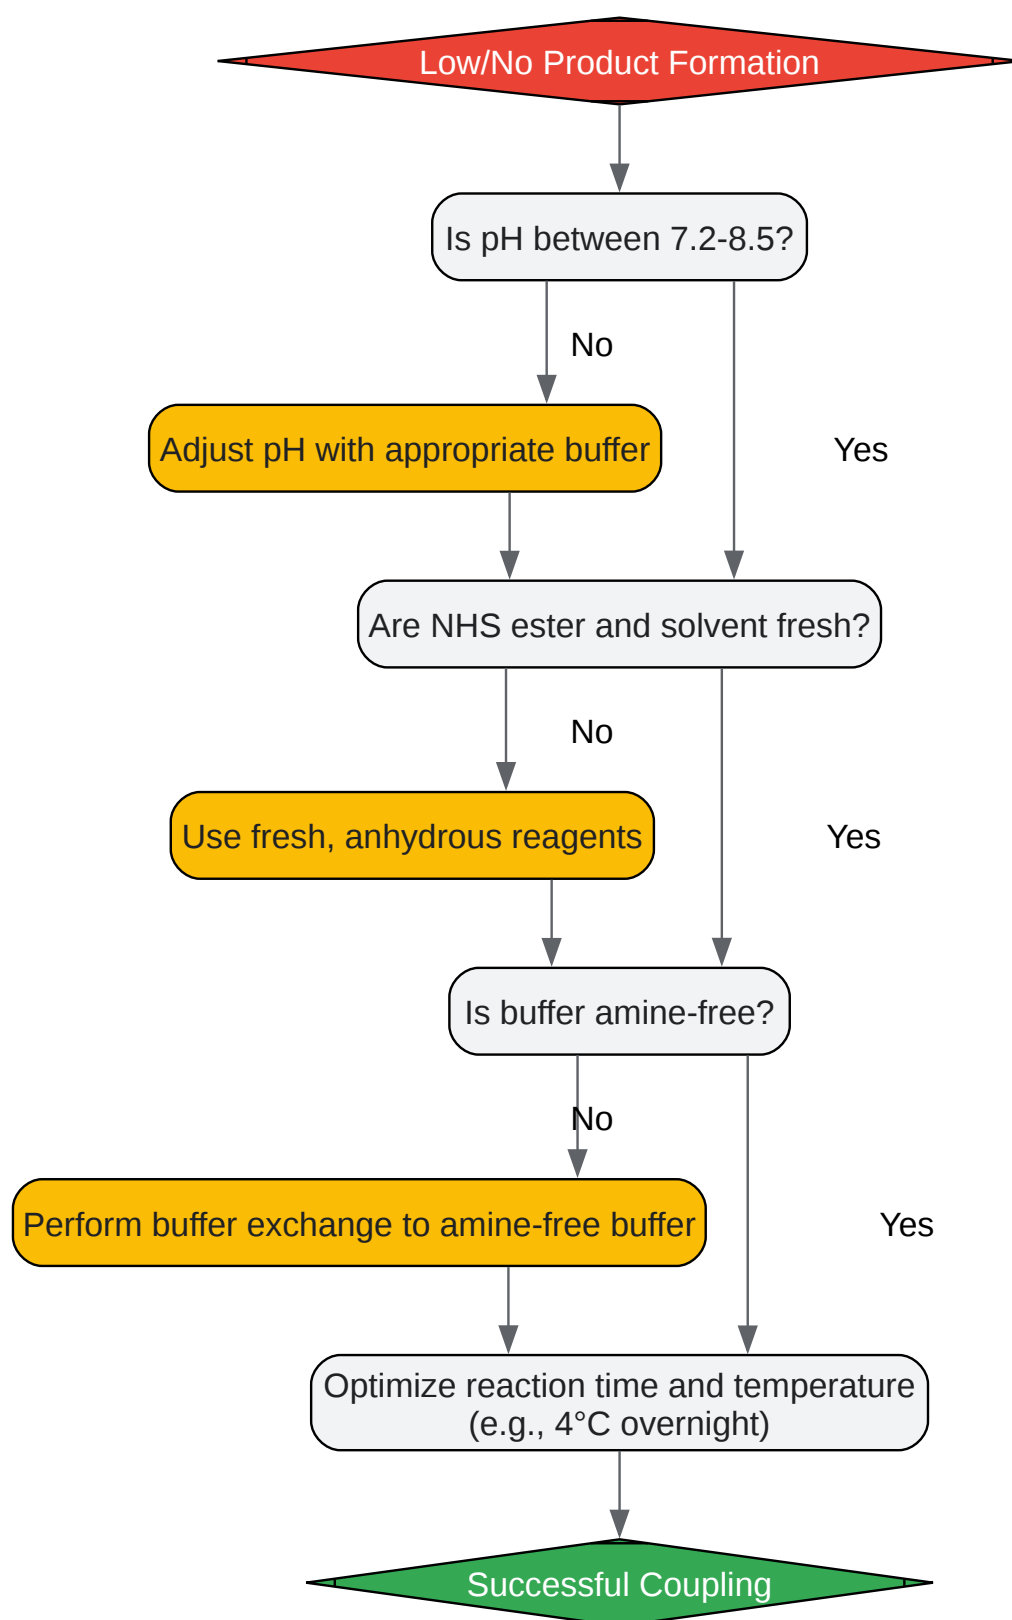 Low/No Product Formation
Is pH between 7.2-8.5?
No
Adjust pH with appropriate buffer
Yes
Are NHS ester and solvent fresh?
No
Use fresh, anhydrous reagents
Yes
Is buffer amine-free?
No
Perform buffer exchange to amine-free buffer
Yes
Optimize reaction time and temperature
(e.g., 4°C overnight)
Successful Coupling